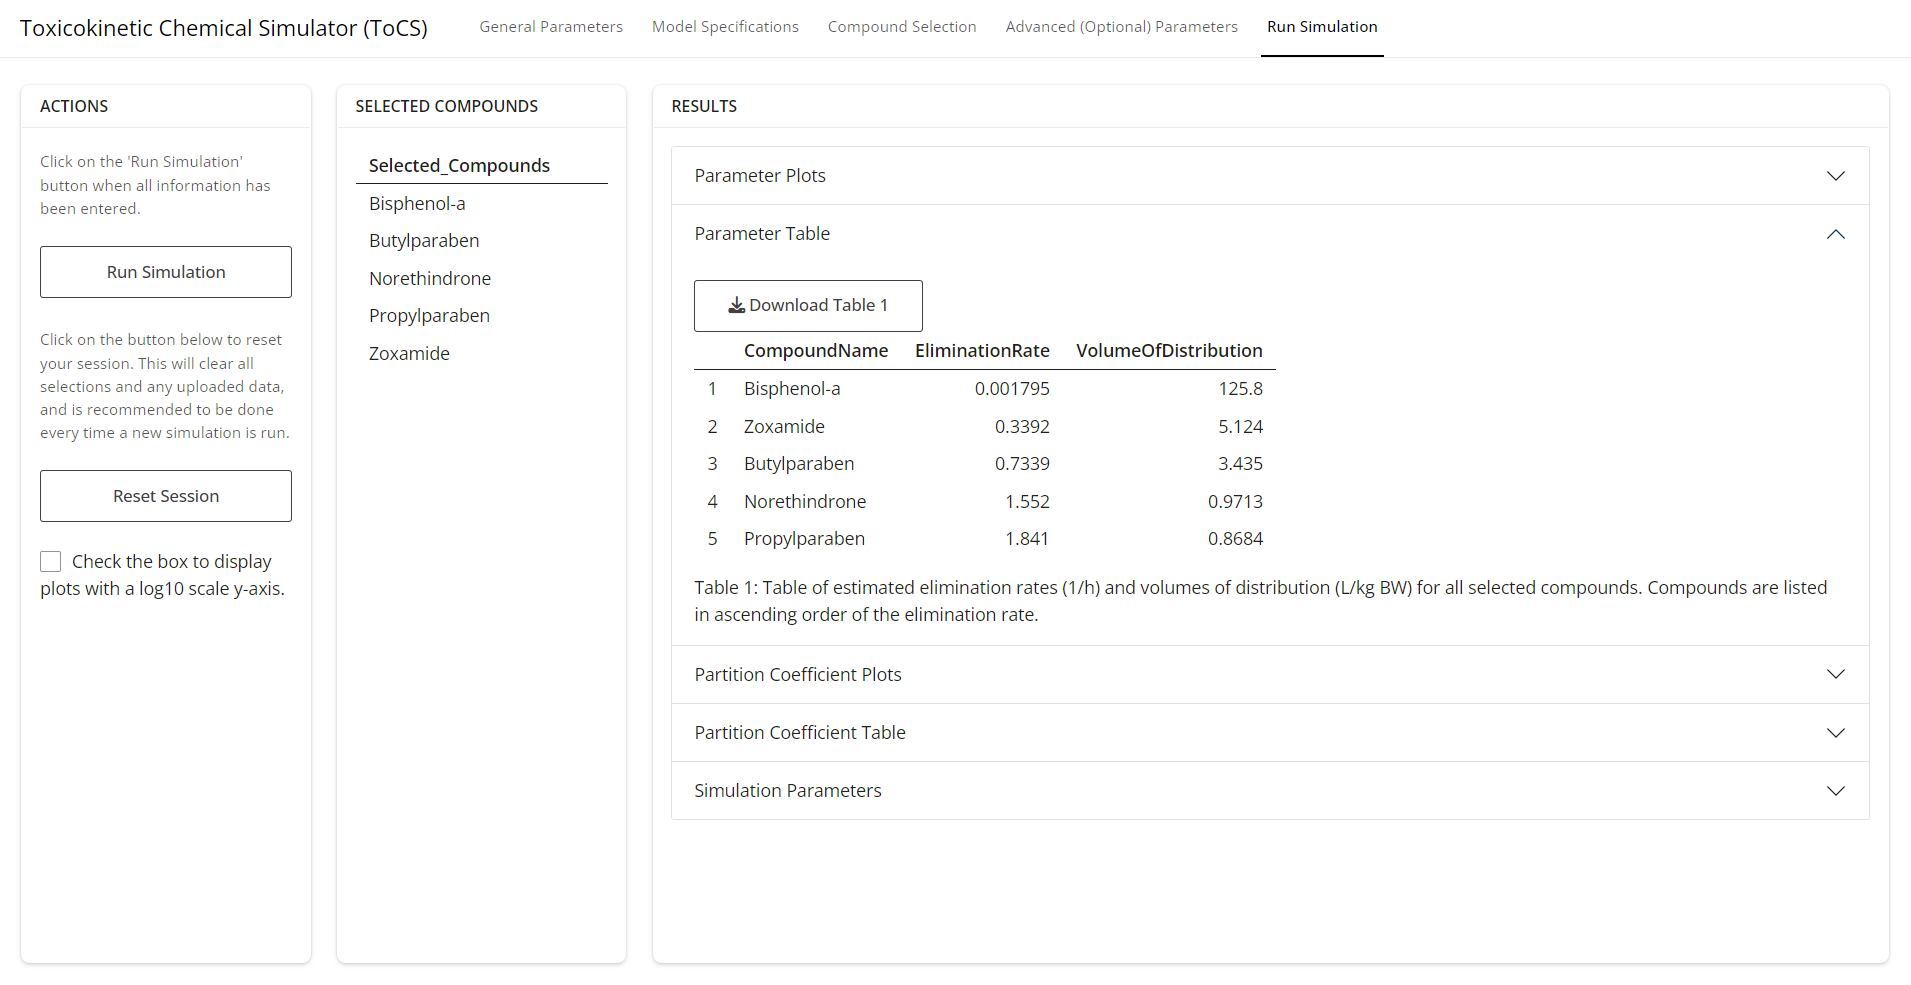 Toxicokinetic Chemical Simulator (ToCS)
General Parameters
Model Specifications
Compound Selection
Advanced (Optional) Parameters
Run Simulation
ACTIONS
Click on the 'Run Simulation'
button when all information has
been entered.
Run Simulation
Click on the button below to reset
your session. This will clear all
selections and any uploaded data,
and is recommended to be done
every time a new simulation is run.
Reset Session
Check the box to display
plots with a log10 scale y-axis.
SELECTED COMPOUNDS
Selected_Compounds
Bisphenol-a
Butylparaben
Norethindrone
Propylparaben
Zoxamide
RESULTS
Parameter Plots
Parameter Table
Download Table 1
CompoundName EliminationRate VolumeOfDistribution
1 Bisphenol-a 0.001795 125.8
2 Zoxamide 0.3392 5.124
3 Butylparaben 0.7339 3.435
4 Norethindrone 1.552 0.9713
5 Propylparaben 1.841 0.8684
Table 1: Table of estimated elimination rates (1/h) and volumes of distribution (L/kg BW) for all selected compounds. Compounds are listed
in ascending order of the elimination rate.
Partition Coefficient Plots
Partition Coefficient Table
Simulation Parameters